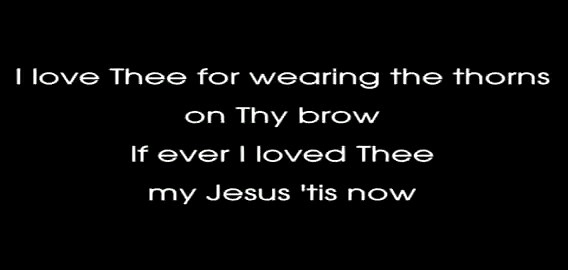 I love Thee for wearing the thorns
on Thy brow
If ever I loved Thee
my Jesus 'tis now